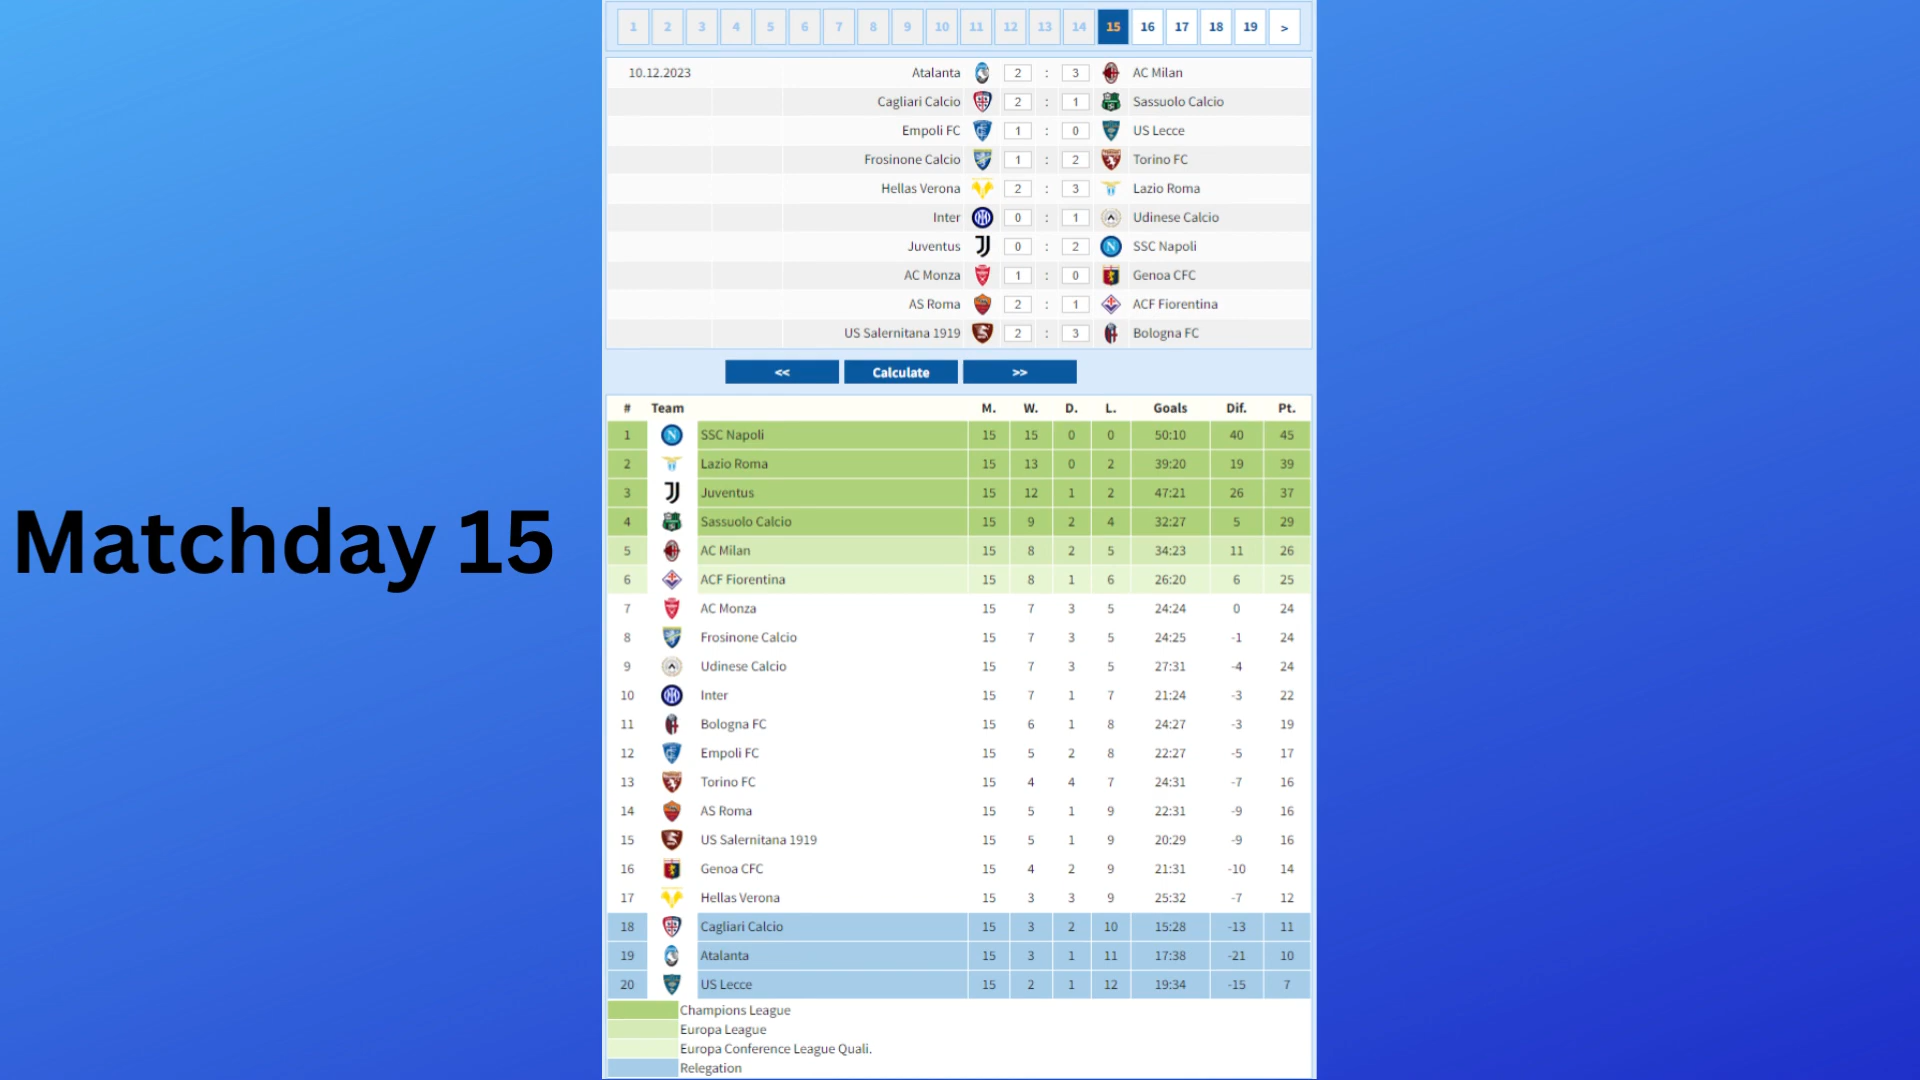 1 2 3 4 5 6 7 8 9 10 11 12 13 14 15 16 17 18 19 >
10.12.2023 Atalanta 2 : 3 AC Milan
Cagliari Calcio 2 : 1 Sassuolo Calcio
Empoli FC 1 : 0 US Lecce
Frosinone Calcio 1 : 2 Torino FC
Hellas Verona 2 : 3 Lazio Roma
Inter 0 : 1 Udinese Calcio
Juventus 0 : 2 SSC Napoli
AC Monza 1 : 0 Genoa CFC
AS Roma 2 : 1 ACF Fiorentina
US Salernitana 1919 2 : 3 Bologna FC
<< Calculate >>
# Team M. W. D. L. Goals Dif. Pt.
1 SSC Napoli 15 15 0 0 50:10 40 45
2 Lazio Roma 15 13 0 2 39:20 19 39
3 Juventus 15 12 1 2 47:21 26 37
4 Sassuolo Calcio 15 9 2 4 32:27 5 29
5 AC Milan 15 8 2 5 34:23 11 26
6 ACF Fiorentina 15 8 1 6 26:20 6 25
7 AC Monza 15 7 3 5 24:24 0 24
8 Frosinone Calcio 15 7 3 5 24:25 -1 24
9 Udinese Calcio 15 7 3 5 27:31 -4 24
10 Inter 15 7 1 7 21:24 -3 22
11 Bologna FC 15 6 1 8 24:27 -3 19
12 Empoli FC 15 5 2 8 22:27 -5 17
13 Torino FC 15 4 4 7 24:31 -7 16
14 AS Roma 15 5 1 9 22:31 -9 16
15 US Salernitana 1919 15 5 1 9 20:29 -9 16
16 Genoa CFC 15 4 2 9 21:31 -10 14
17 Hellas Verona 15 3 3 9 25:32 -7 12
18 Cagliari Calcio 15 3 2 10 15:28 -13 11
19 Atalanta 15 3 1 11 17:38 -21 10
20 US Lecce 15 2 1 12 19:34 -15 7
Champions League
Europa League
Europa Conference League Quali.
Relegation
Matchday 15